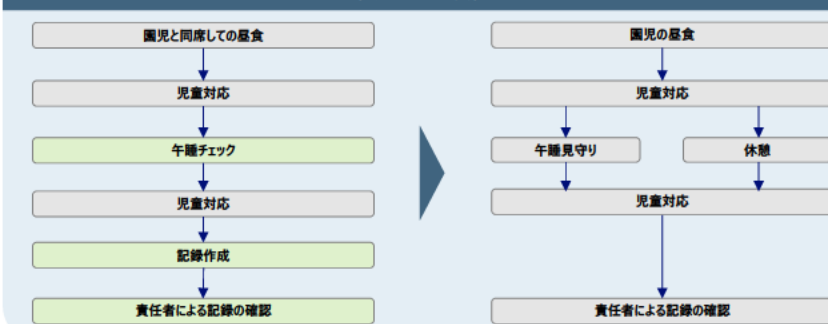 園児と同席しての昼食
児童対応
午睡チェック
児童対応
記録作成
責任者による記録の確認
園児の昼食
児童対応
午睡見守り
休憩
児童対応
責任者による記録の確認